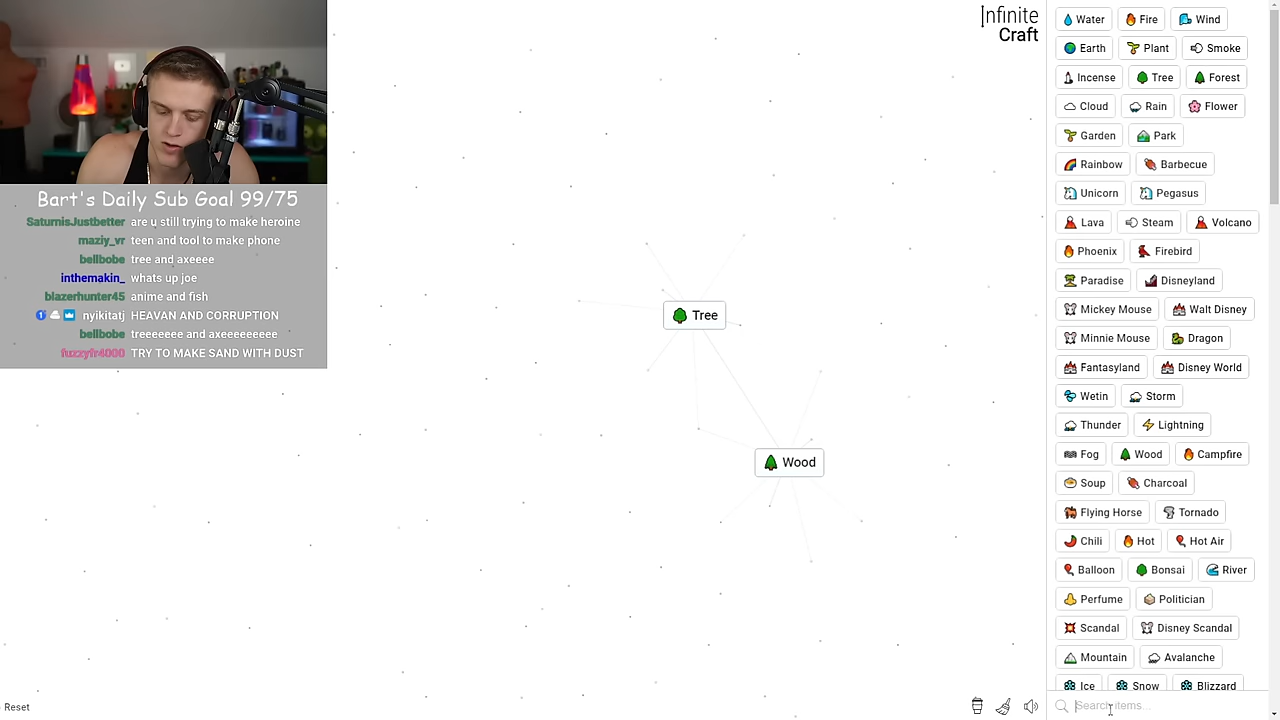 Infinite
Craft
Bart's Daily Sub Goal 99/75
SaturnisJustbetter are u still trying to make heroine
maziy_vr teen and tool to make phone
bellbobe tree and axeeee
inthemakin_ whats up joe
blazerhunter45 anime and fish
nyikitatj HEAVAN AND CORRUPTION
bellbobe treeeeeee and axeeeeeeeeee
fuzzyfr4000 TRY TO MAKE SAND WITH DUST
Tree
Wood
Reset
Water Fire Wind
Earth Plant Smoke
Incense Tree Forest
Cloud Rain Flower
Garden Park
Rainbow Barbecue
Unicorn Pegasus
Lava Steam Volcano
Phoenix Firebird
Paradise Disneyland
Mickey Mouse Walt Disney
Minnie Mouse Dragon
Fantasyland Disney World
Wetin Storm
Thunder Lightning
Fog Wood Campfire
Soup Charcoal
Flying Horse Tornado
Chili Hot Hot Air
Balloon Bonsai River
Perfume Politician
Scandal Disney Scandal
Mountain Avalanche
Ice Snow Blizzard
Search items...